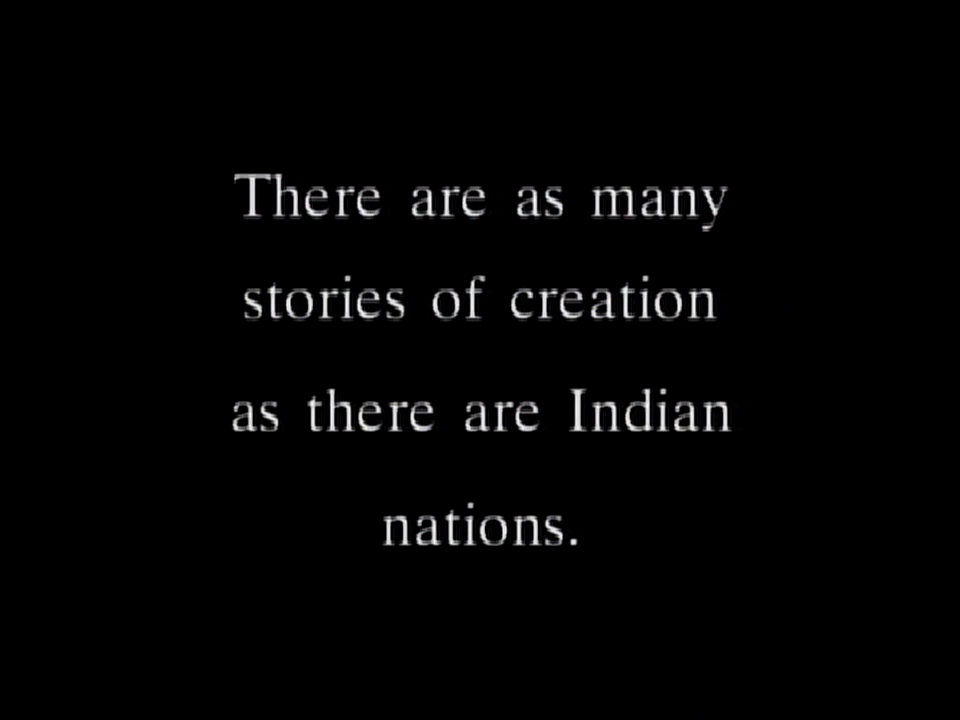 There are as many
stories of creation
as there are Indian
nations.